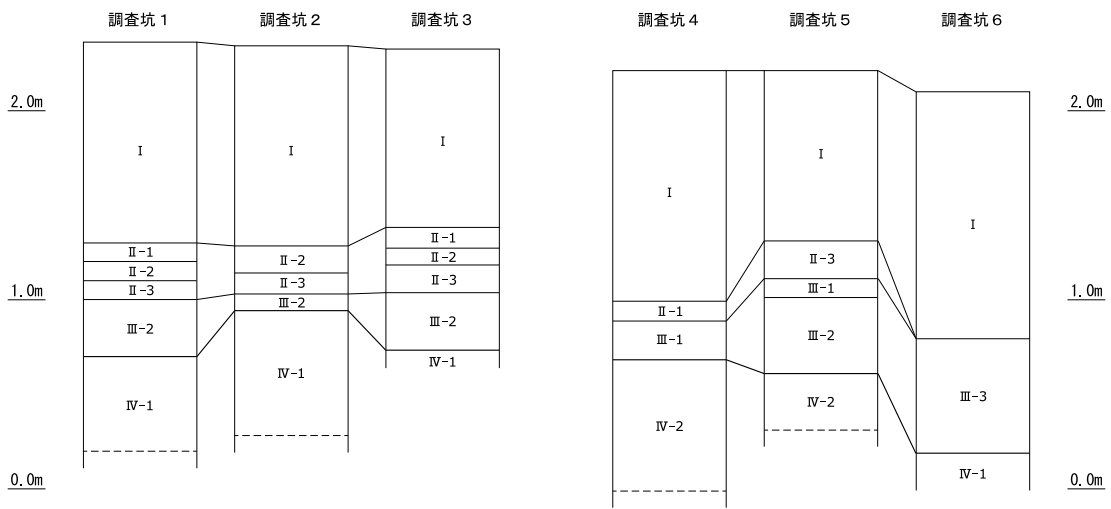 調査坑1 調査坑2 調査坑3 調査坑4 調査坑5 調査坑6
2.0m 2.0m
Ⅰ Ⅰ Ⅰ Ⅰ Ⅰ Ⅰ
Ⅱ-1 Ⅱ-2 Ⅱ-1 Ⅱ-3
Ⅱ-2 Ⅱ-3 Ⅱ-2 Ⅲ-1
Ⅱ-3 Ⅲ-2 Ⅱ-3 Ⅱ-1
1.0m 1.0m
Ⅲ-2 Ⅳ-1 Ⅲ-2 Ⅲ-1 Ⅲ-2 Ⅲ-3
Ⅳ-1 Ⅳ-1 Ⅳ-2 Ⅳ-2 Ⅳ-1
0.0m 0.0m